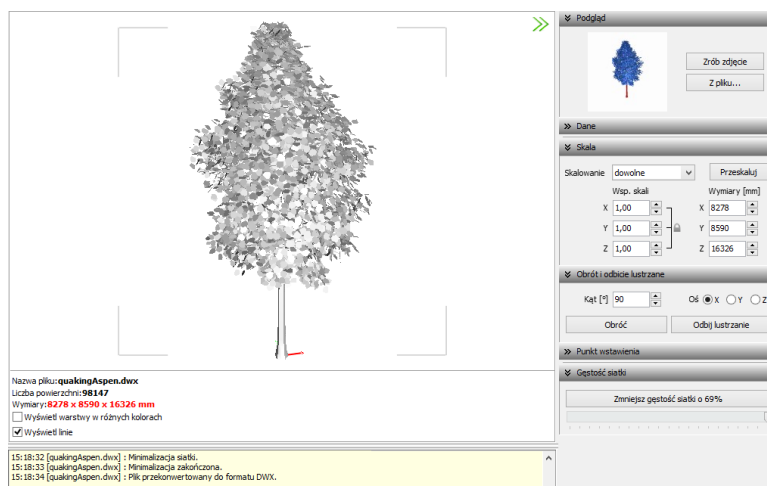 Podgląd
Zrób zdjęcie
Z pliku...
Dane
Skala
Skalowanie dowolne Przeskaluj
Wsp. skali Wymiary [mm]
X 1,00 X 8278
Y 1,00 Y 8590
Z 1,00 Z 16326
Obrót i odbicie lustrzane
Kąt [°] 90 Oś X Y Z
Obróć Odbij lustrzanie
Punkt wstawienia
Gęstość siatki
Zmniejsz gęstość siatki o 69%
Nazwa pliku:quakingAspen.dwx
Liczba powierzchni:98147
Wymiary:8278 x 8590 x 16326 mm
Wyświetl warstwy w różnych kolorach
Wyświetl linie
15:18:32 [quakingAspen.dwx] : Minimalizacja siatki.
15:18:33 [quakingAspen.dwx] : Minimalizacja zakończona.
15:18:34 [quakingAspen.dwx] : Plik przekonwertowany do formatu DWX.